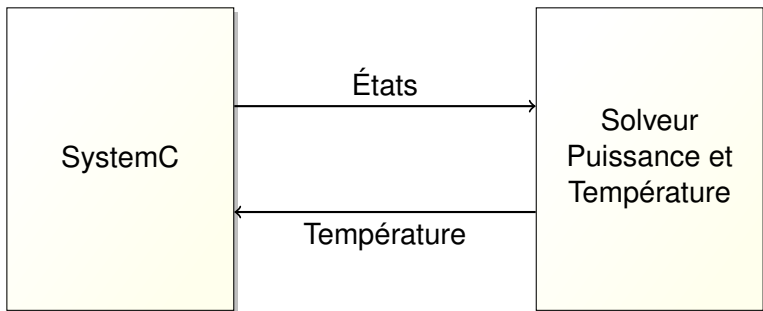 SystemC
États
Température
Solveur
Puissance et
Température